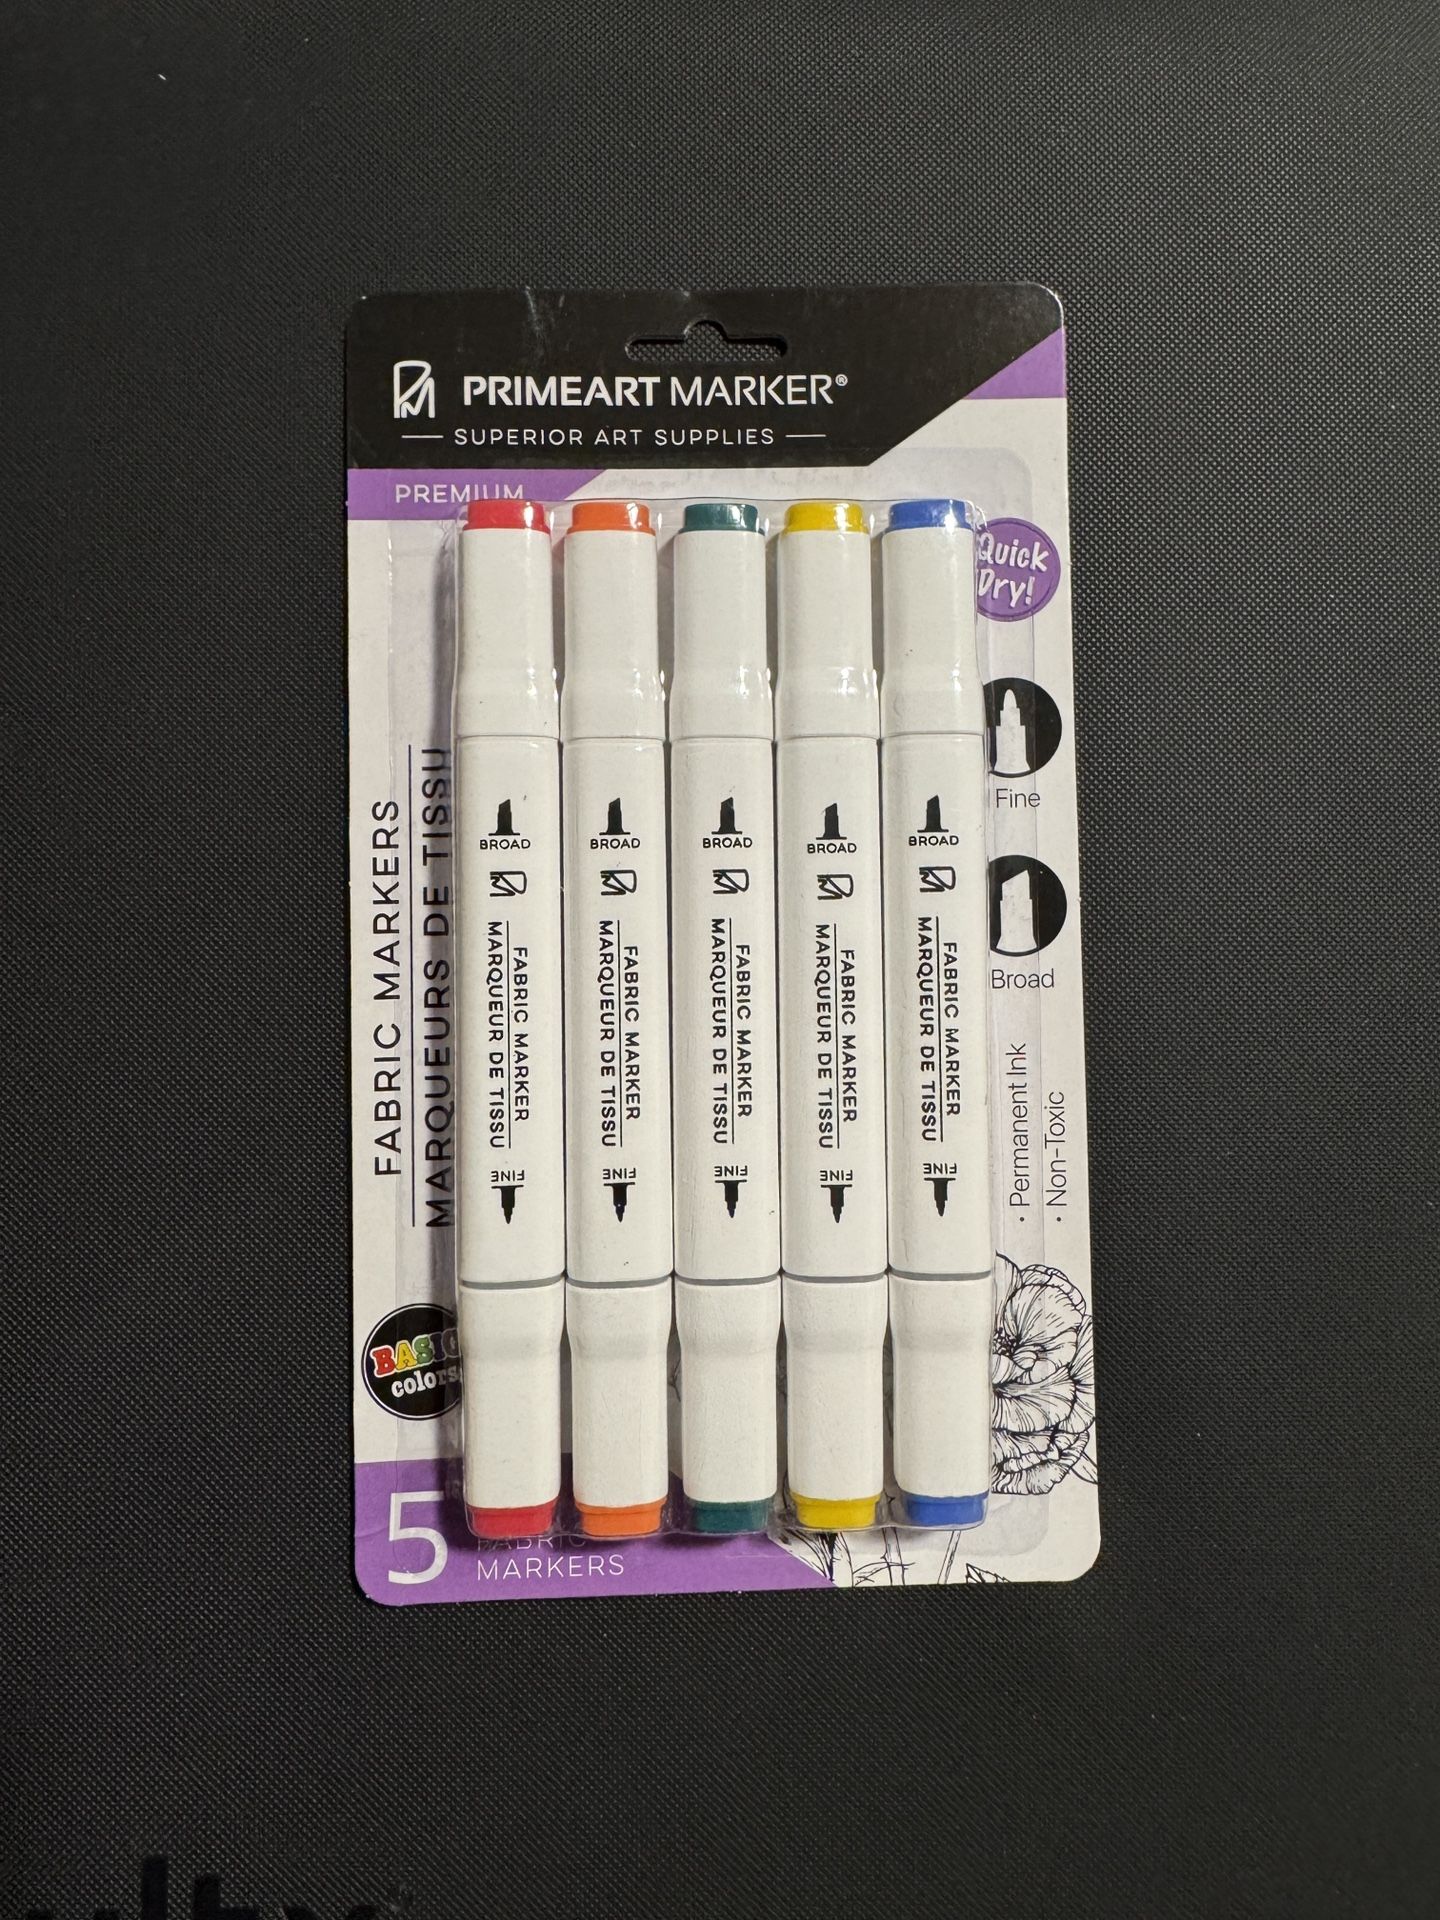 PRIMEART MARKER®
SUPERIOR ART SUPPLIES
PREMIUM
Quick
Dry!
Fine
Broad
• Permanent Ink
• Non-Toxic
FABRIC MARKERS
MARQUEURS DE TISSU
BROAD
FABRIC MARKER
MARQUEUR DE TISSU
FINE
BROAD
FABRIC MARKER
MARQUEUR DE TISSU
FINE
BROAD
FABRIC MARKER
MARQUEUR DE TISSU
FINE
BROAD
FABRIC MARKER
MARQUEUR DE TISSU
FINE
BROAD
FABRIC MARKER
MARQUEUR DE TISSU
FINE
BASIC
colors
5
FABRIC
MARKERS